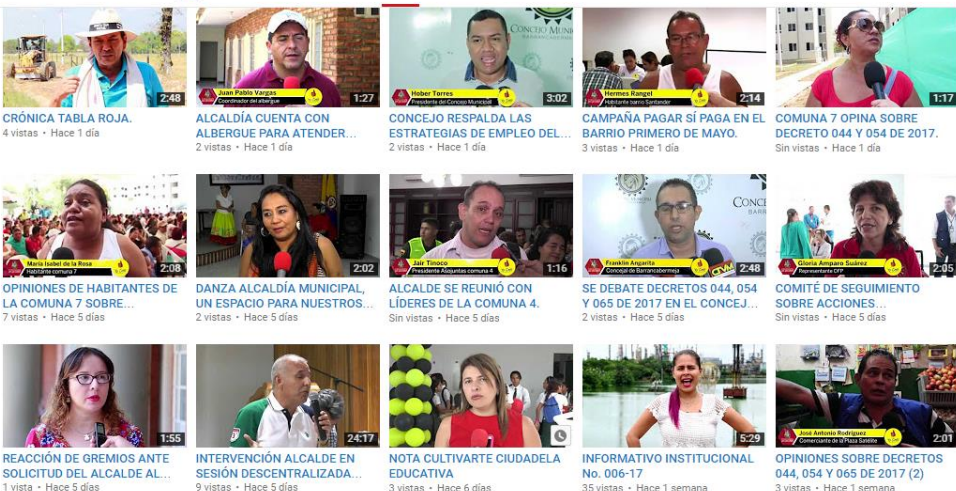 CONCEJO MUNIC
2:48
Juan Pablo Vargas
Coordinador del albergue
1:27
Hober Torres
Presidente del Concejo Municipal
3:02
Hermes Rangel
Habitante barrio Santander
2:14
1:17
CRÓNICA TABLA ROJA.
4 vistas • Hace 1 día
ALCALDÍA CUENTA CON
ALBERGUE PARA ATENDER...
2 vistas • Hace 1 día
CONCEJO RESPALDA LAS
ESTRATEGIAS DE EMPLEO DEL...
2 vistas • Hace 1 día
CAMPAÑA PAGAR SÍ PAGA EN EL
BARRIO PRIMERO DE MAYO.
3 vistas • Hace 1 día
COMUNA 7 OPINA SOBRE
DECRETO 044 Y 054 DE 2017.
Sin vistas • Hace 1 día
María Isabel de la Rosa
Habitante comuna 7
2:08
2:02
Jair Tinoco
Presidente Asojuntas comuna 4
1:16
CONCE
BARR
Franklin Angarita
Concejal de Barrancabermeja
2:48
Gloria Amparo Suárez
Representante DFP
2:05
OPINIONES DE HABITANTES DE
LA COMUNA 7 SOBRE...
7 vistas • Hace 5 días
DANZA ALCALDÍA MUNICIPAL,
UN ESPACIO PARA NUESTROS...
2 vistas • Hace 5 días
ALCALDE SE REUNIÓ CON
LÍDERES DE LA COMUNA 4.
Sin vistas • Hace 5 días
SE DEBATE DECRETOS 044, 054
Y 065 DE 2017 EN EL CONCEJ...
2 vistas • Hace 5 días
COMITÉ DE SEGUIMIENTO
SOBRE ACCIONES...
Sin vistas • Hace 5 días
1:55
24:17
5:29
José Antonio Rodríguez
Comerciante de la Plaza Satélite
2:01
REACCIÓN DE GREMIOS ANTE
SOLICITUD DEL ALCALDE AL...
1 vista • Hace 5 días
INTERVENCIÓN ALCALDE EN
SESIÓN DESCENTRALIZADA...
9 vistas • Hace 5 días
NOTA CULTIVARTE CIUDADELA
EDUCATIVA
3 vistas • Hace 6 días
INFORMATIVO INSTITUCIONAL
No. 006-17
35 vistas • Hace 1 semana
OPINIONES SOBRE DECRETOS
044, 054 Y 065 DE 2017 (2)
3 vistas • Hace 1 semana